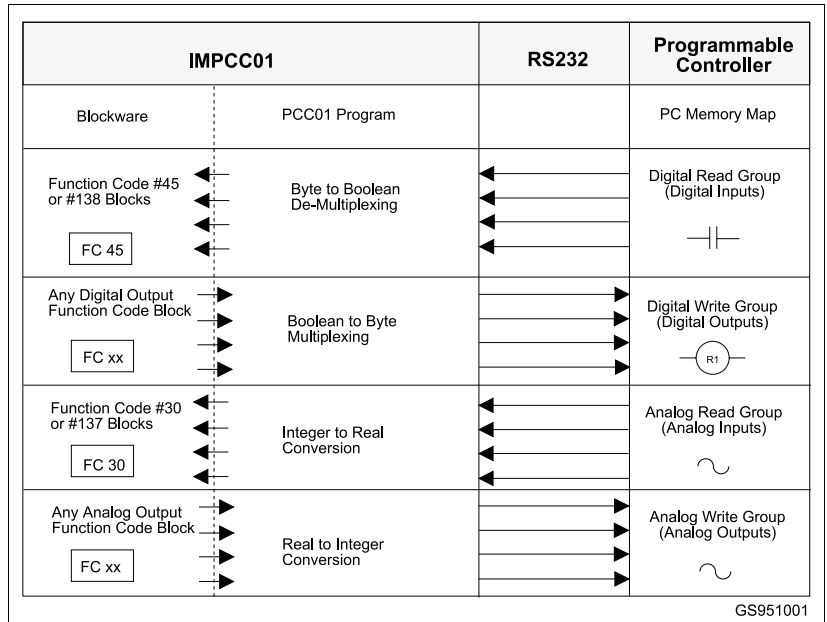 IMPCC01
RS232
Programmable
Controller
Blockware
PCC01 Program
PC Memory Map
Function Code #45
or #138 Blocks
FC 45
Byte to Boolean
De-Multiplexing
Digital Read Group
(Digital Inputs)
Any Digital Output
Function Code Block
FC xx
Boolean to Byte
Multiplexing
Digital Write Group
(Digital Outputs)
R1
Function Code #30
or #137 Blocks
FC 30
Integer to Real
Conversion
Analog Read Group
(Analog Inputs)
Any Analog Output
Function Code Block
FC xx
Real to Integer
Conversion
Analog Write Group
(Analog Outputs)
GS951001